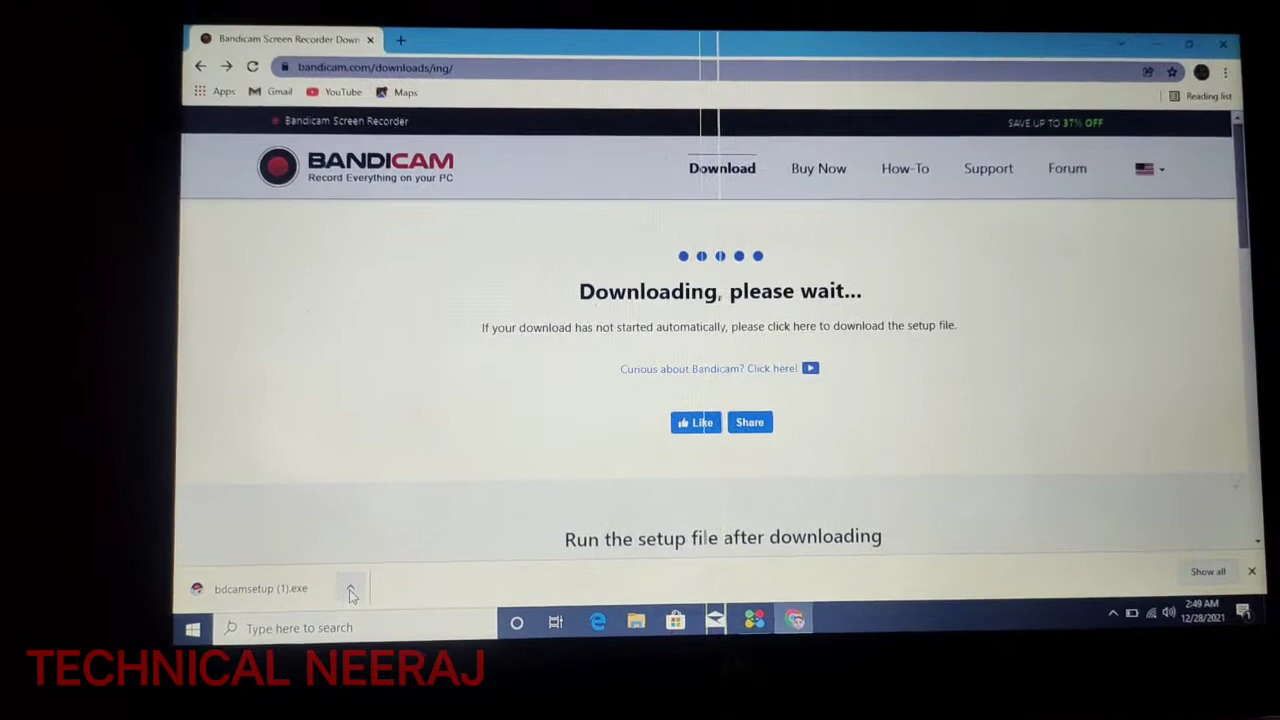 Bandicam Screen Recorder Down
bandicam.com/downloads/ing/
Apps Gmail YouTube Maps Reading list
Bandicam Screen Recorder SAVE UP TO 37% OFF
BANDICAM
Record Everything on your PC
Download Buy Now How-To Support Forum
Downloading, please wait...
If your download has not started automatically, please click here to download the setup file.
Curious about Bandicam? Click here!
Like Share
Run the setup file after downloading
bdcamsetup (1).exe Show all
Type here to search
2:49 AM
12/28/2021
TECHNICAL NEERAJ